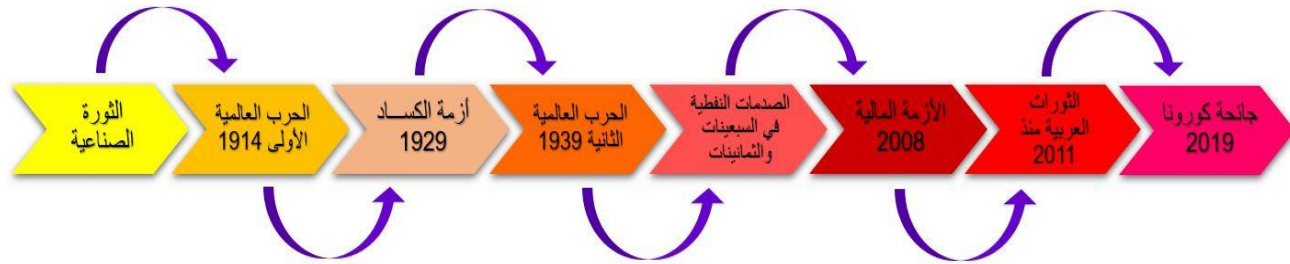 الثورة
الصناعية
الحرب العالمية
الأولى 1914
أزمة الكساد
1929
الحرب العالمية
الثانية 1939
الصدمات النفطية
في السبعينات
والثمانينات
الأزمة المالية
2008
الثورات
العربية منذ
2011
جائحة كورونا
2019